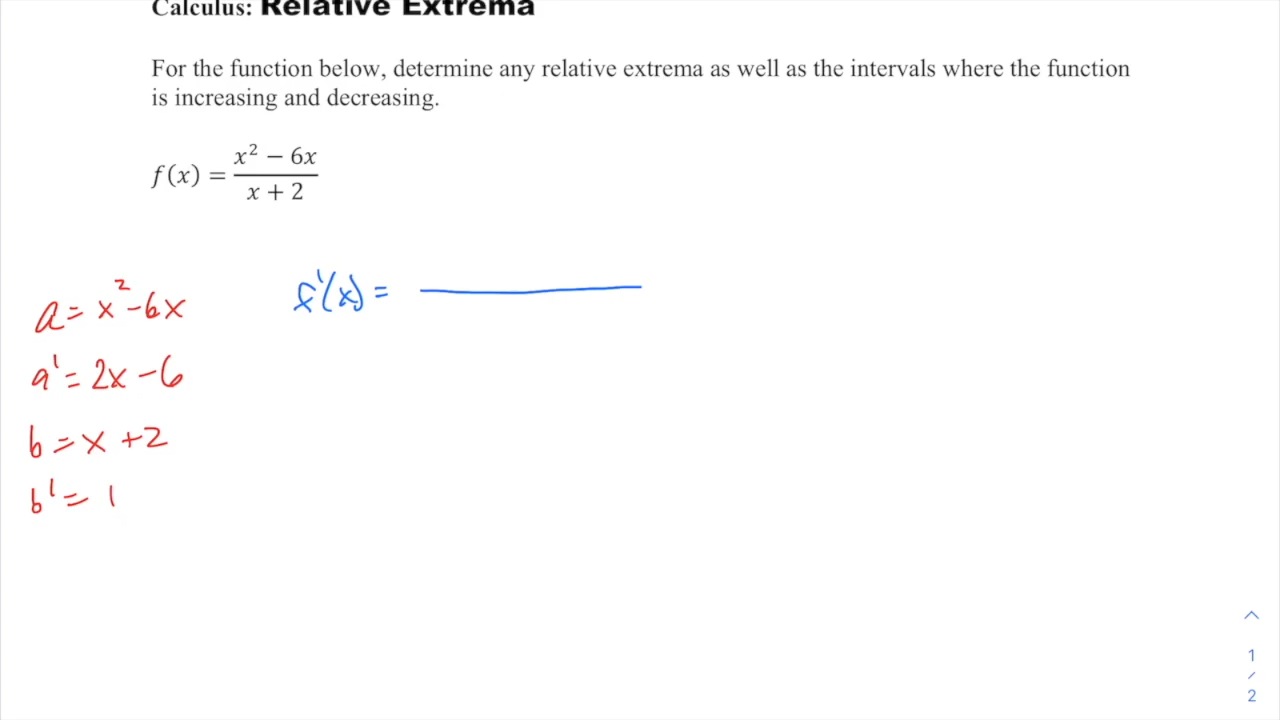 Calculus: Relative Extrema
For the function below, determine any relative extrema as well as the intervals where the function
is increasing and decreasing.
f(x) = (x² − 6x)/(x + 2)
a = x² - 6x
f'(x) =
a' = 2x - 6
b = x + 2
b' = 1
1
/
2